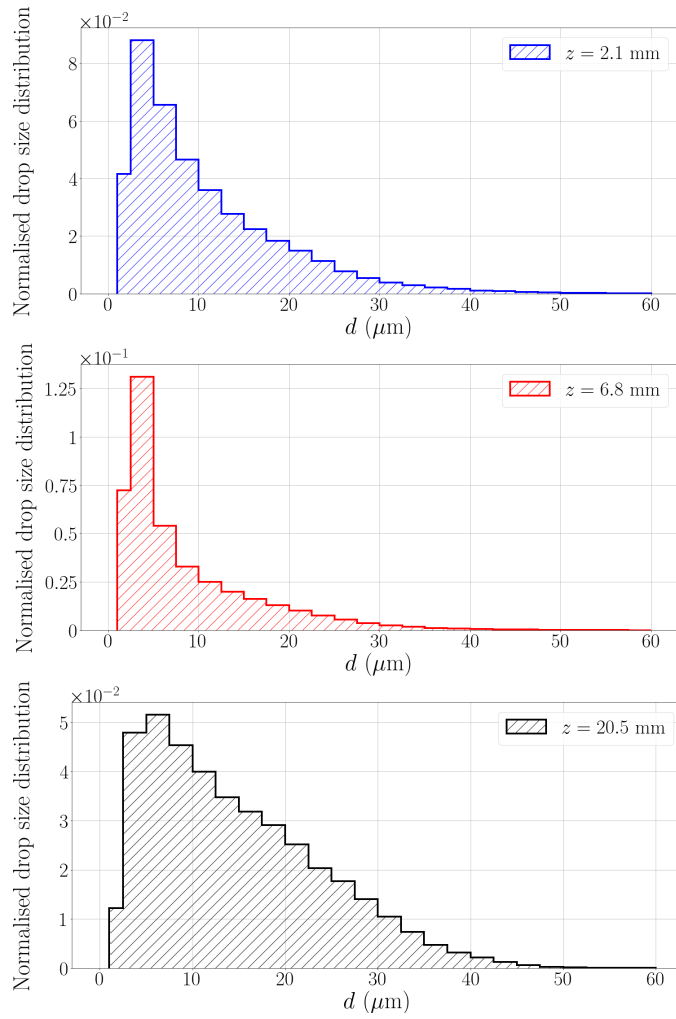 ×10⁻²
Normalised drop size distribution
8
6
4
2
0
z = 2.1 mm
0 10 20 30 40 50 60
d (μm)
×10⁻¹
Normalised drop size distribution
1.25
1
0.75
0.5
0.25
0
z = 6.8 mm
0 10 20 30 40 50 60
d (μm)
×10⁻²
Normalised drop size distribution
5
4
3
2
1
0
z = 20.5 mm
0 10 20 30 40 50 60
d (μm)